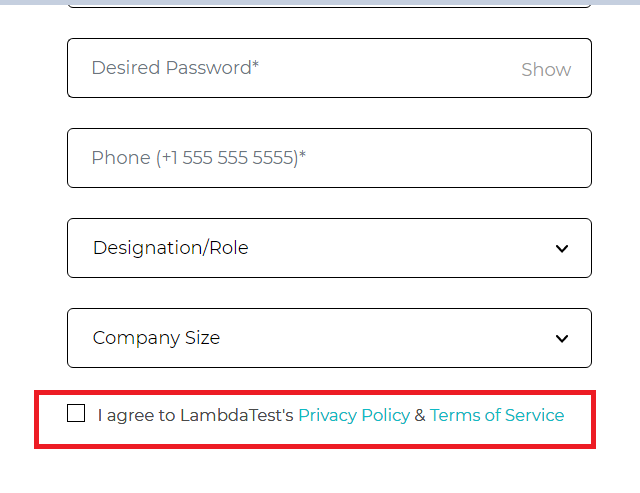 Desired Password*
Show
Phone (+1 555 555 5555)*
Designation/Role
Company Size
I agree to LambdaTest's Privacy Policy & Terms of Service